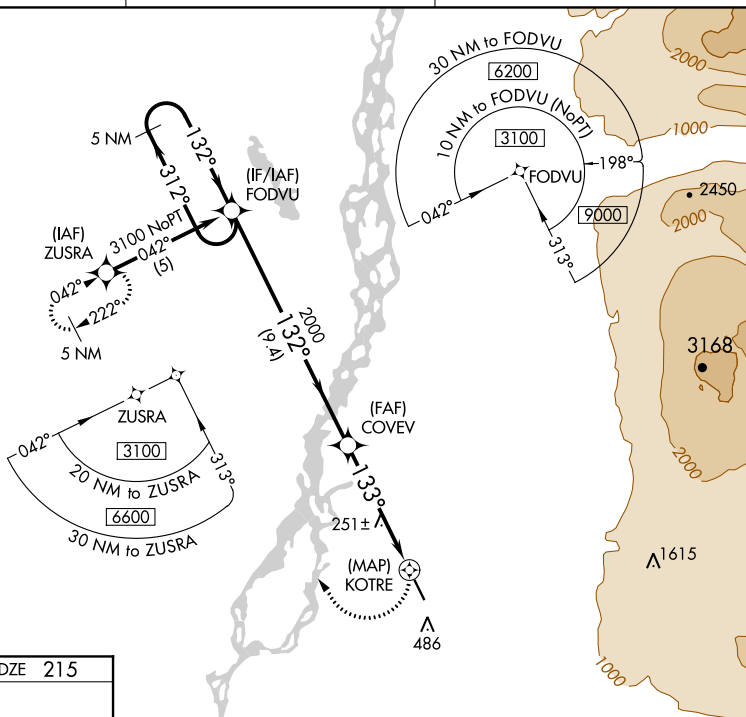 30 NM to FODVU
6200
10 NM to FODVU (NoPT)
3100
FODVU
198°
042°
9000
313°
2000
1000
2450
2000
3168
2000
1615
1000
5 NM
132°
312°
(IF/IAF)
FODVU
(IAF)
ZUSRA
3100 NoPT
042°
(5)
042°
222°
5 NM
2000
132°
(9.4)
ZUSRA
042°
313°
3100
20 NM to ZUSRA
6600
30 NM to ZUSRA
(FAF)
COVEV
133°
251±
(MAP)
KOTRE
486
DZE 215